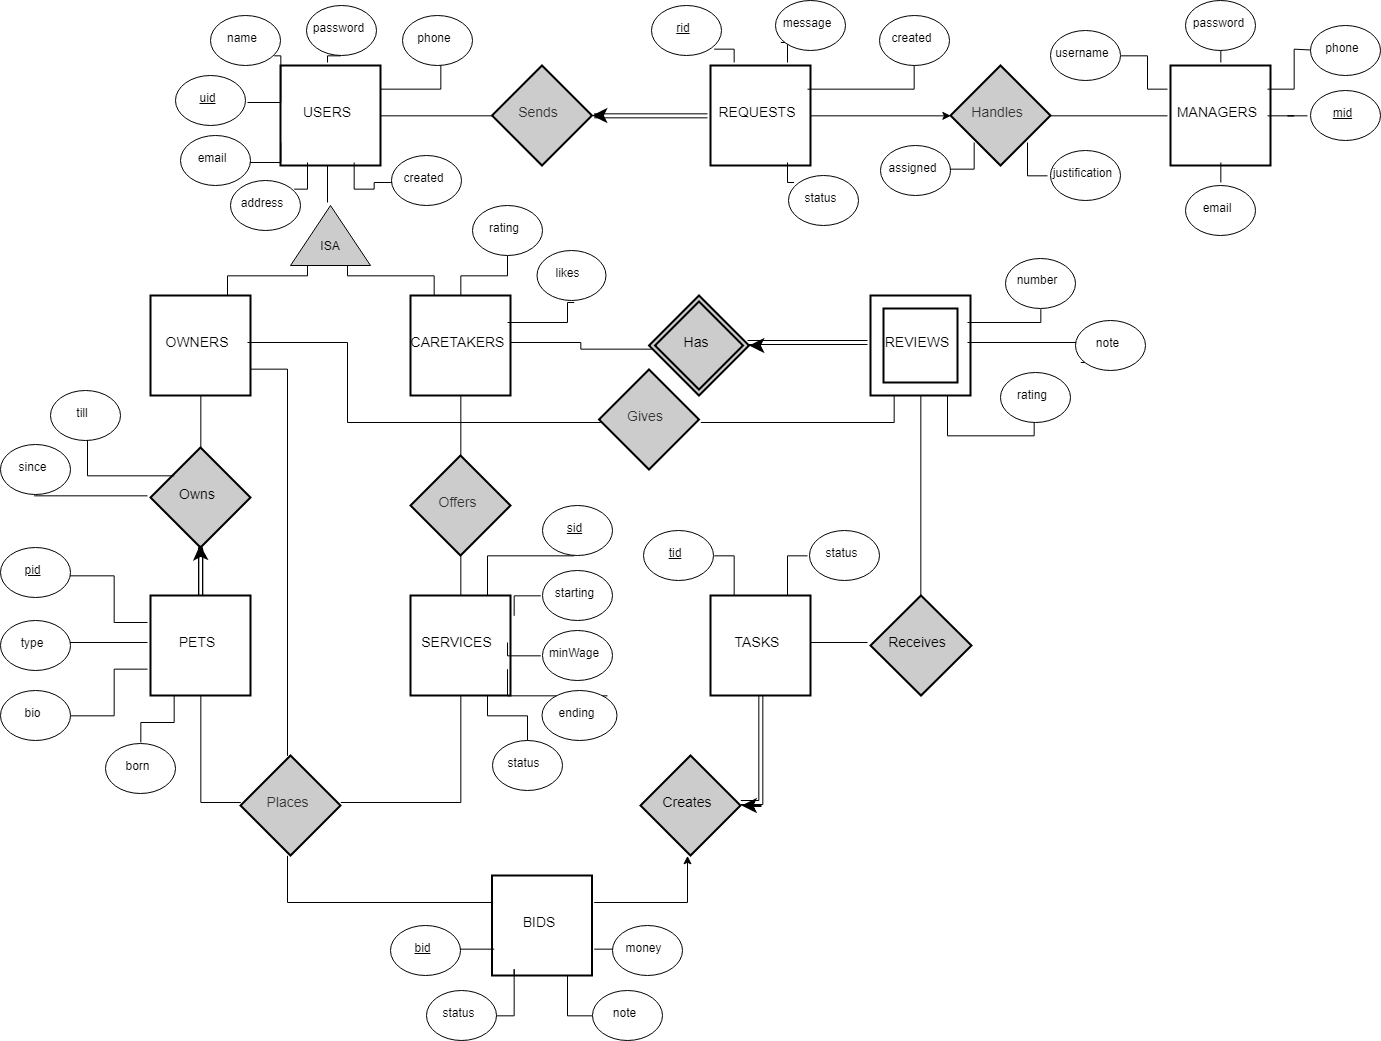 password
message
password
name
phone
rid
created
username
phone
uid
USERS
Sends
REQUESTS
Handles
MANAGERS
mid
email
created
assigned
justification
address
status
email
ISA
rating
likes
number
OWNERS
CARETAKERS
Has
REVIEWS
note
rating
till
Gives
since
Owns
Offers
sid
tid
status
pid
starting
type
PETS
SERVICES
minWage
TASKS
Receives
bio
ending
born
status
Places
Creates
BIDS
bid
money
status
note